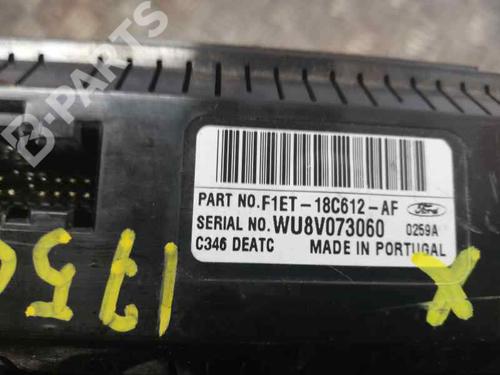 B-PARTS
PART NO. F1ET-18C612-AF
Ford
SERIAL NO. WU8V073060 0259A
C346 DEATC MADE IN PORTUGAL
X